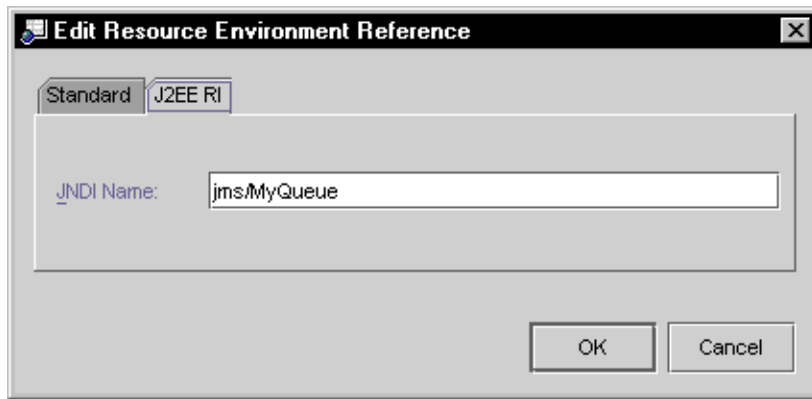 Edit Resource Environment Reference
Standard J2EE RI
JNDI Name: jms/MyQueue
OK Cancel